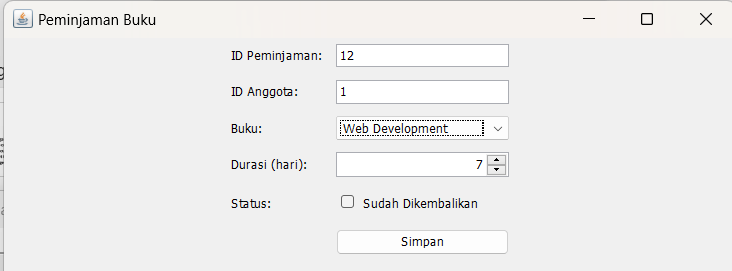 Peminjaman Buku
ID Peminjaman: 12
ID Anggota: 1
Buku: Web Development
Durasi (hari): 7
Status: Sudah Dikembalikan
Simpan